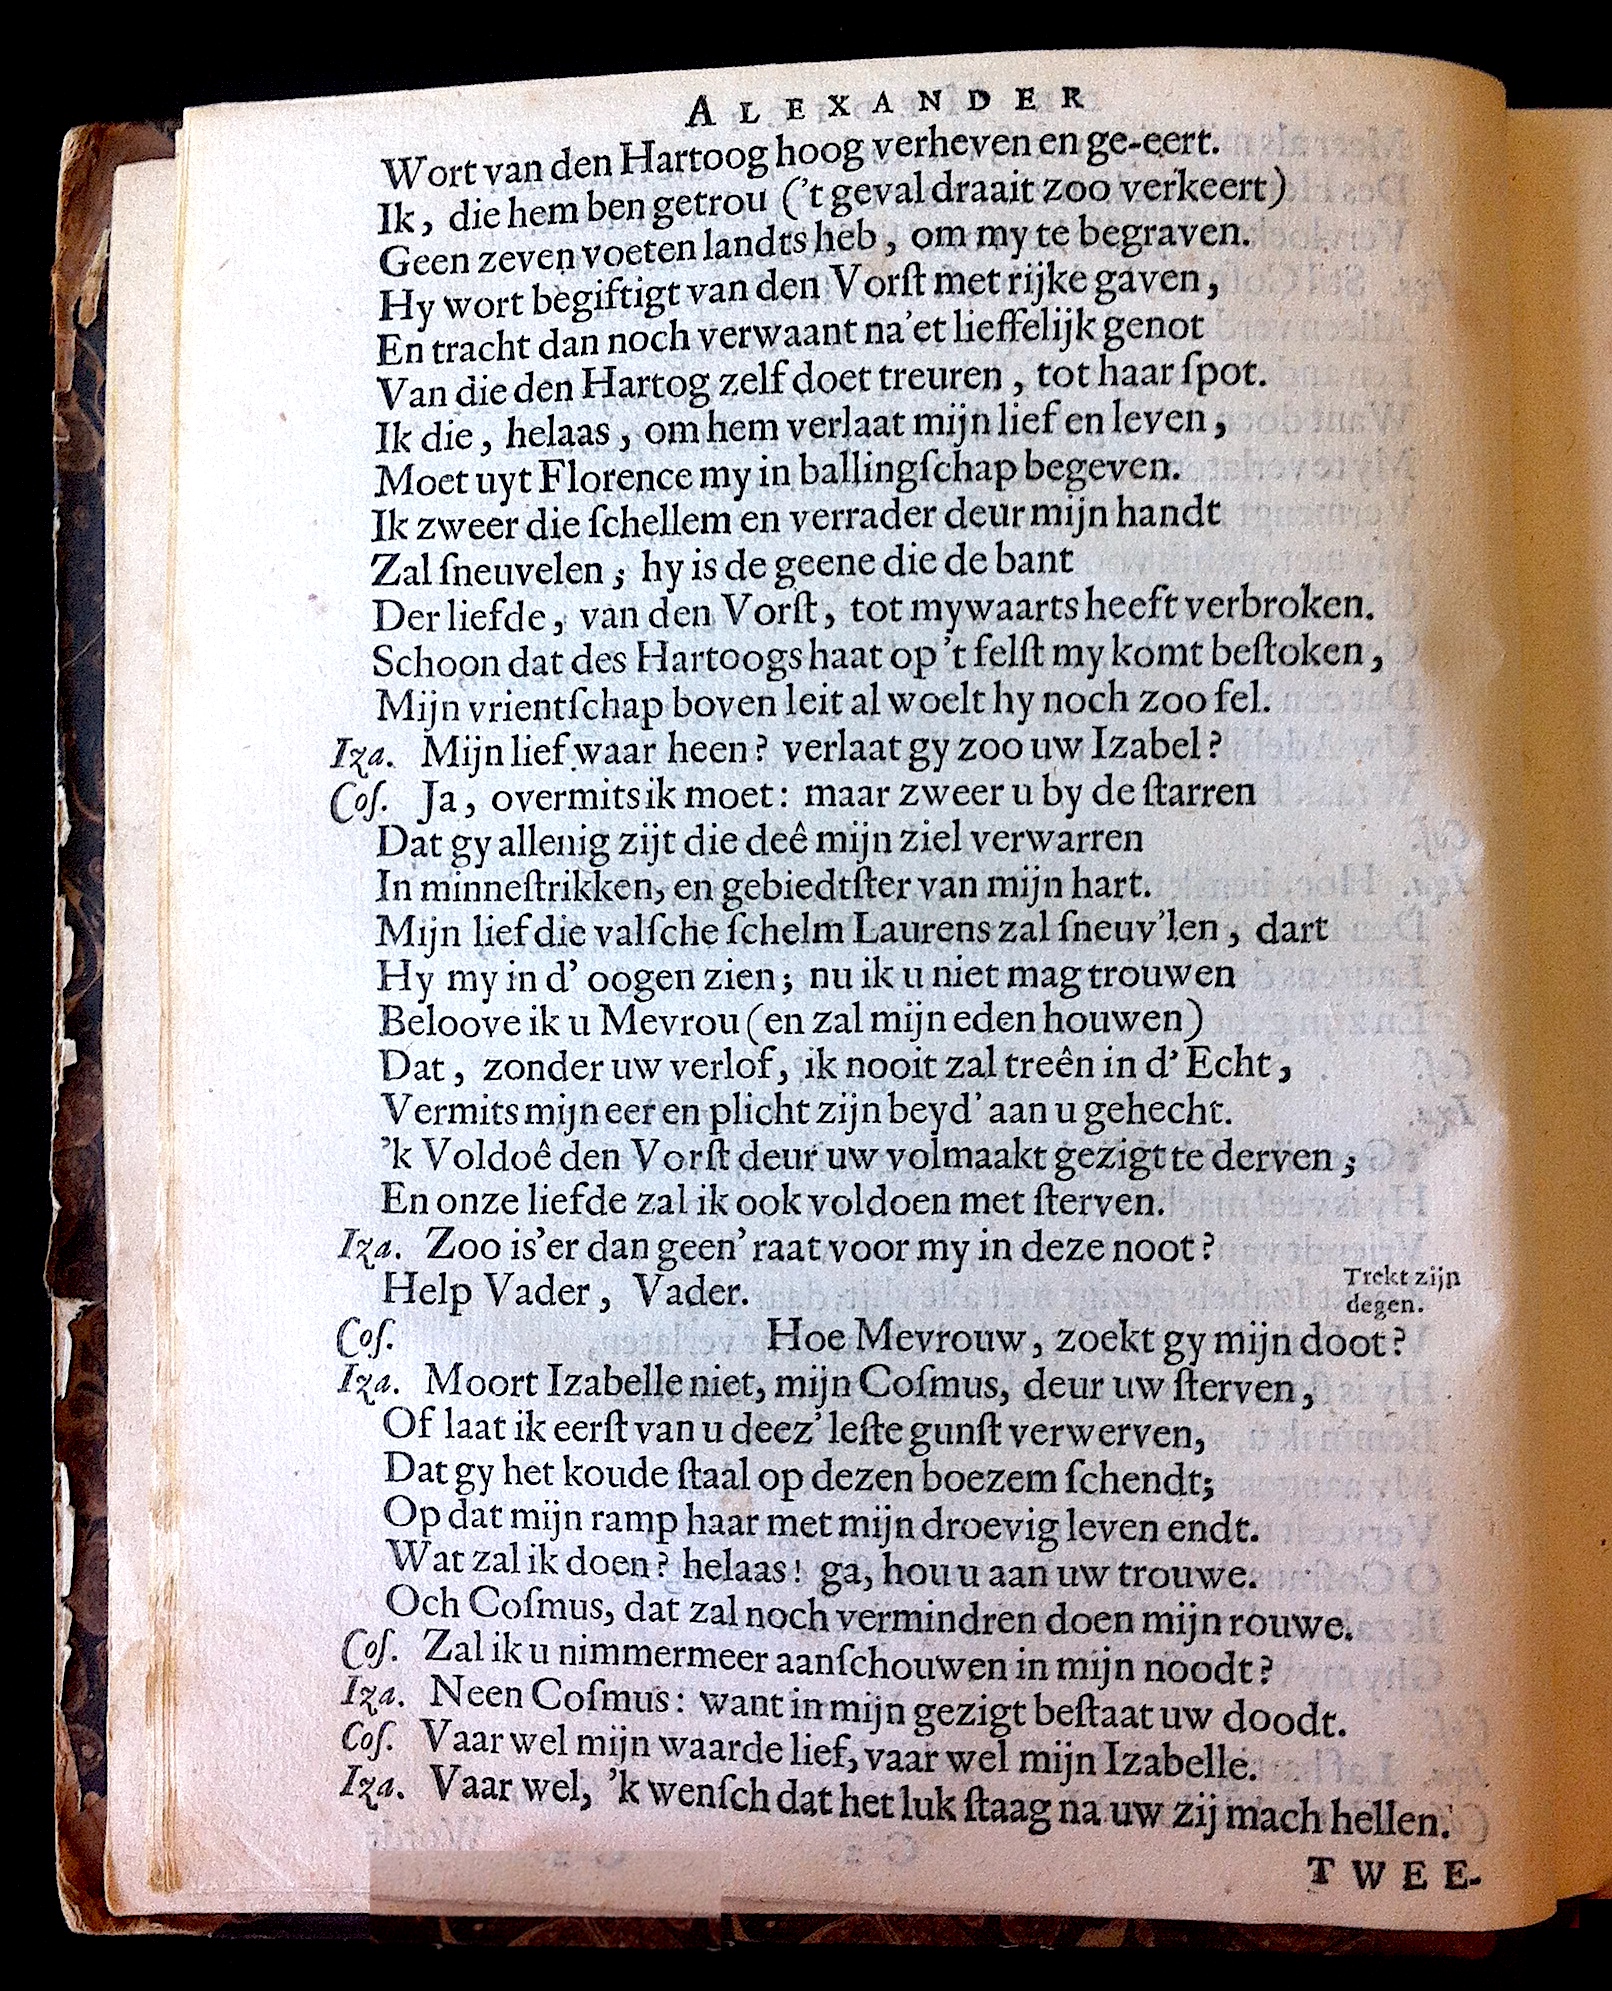 ALEXANDER
Wort van den Hartoog hoog verheven en ge-eert.
Ik, die hem ben getrou ('t geval draait zoo verkeert)
Geen zeven voeten landts heb, om my te begraven.
Hy wort begiftigt van den Vorſt met rijke gaven,
En tracht dan noch verwaant na'et lieffelijk genot
Van die den Hartog zelf doet treuren, tot haar ſpot.
Ik die, helaas, om hem verlaat mijn lief en leven,
Moet uyt Florence my in ballingſchap begeven.
Ik zweer die ſchellem en verrader deur mijn handt
Zal ſneuvelen; hy is de geene die de bant
Der liefde, van den Vorſt, tot mywaarts heeft verbroken.
Schoon dat des Hartoogs haat op 't felſt my komt beſtoken,
Mijn vrientſchap boven leit al woelt hy noch zoo fel.
Iza. Mijn lief waar heen? verlaat gy zoo uw Izabel?
Coſ. Ja, overmits ik moet: maar zweer u by de ſtarren
Dat gy allenig zijt die deê mijn ziel verwarren
In minneſtrikken, en gebiedtſter van mijn hart.
Mijn lief die valſche ſchelm Laurens zal ſneuv'len, dart
Hy my in d' oogen zien; nu ik u niet mag trouwen
Beloove ik u Mevrou (en zal mijn eden houwen)
Dat, zonder uw verlof, ik nooit zal treên in d' Echt,
Vermits mijn eer en plicht zijn beyd' aan u gehecht.
'k Voldoê den Vorſt deur uw volmaakt gezigt te derven;
En onze liefde zal ik ook voldoen met ſterven.
Iza. Zoo is'er dan geen' raat voor my in deze noot?
Help Vader, Vader.
Trekt zijn
degen.
Coſ. Hoe Mevrouw, zoekt gy mijn doot?
Iza. Moort Izabelle niet, mijn Coſmus, deur uw ſterven,
Of laat ik eerſt van u deez' leſte gunſt verwerven,
Dat gy het koude ſtaal op dezen boezem ſchendt;
Op dat mijn ramp haar met mijn droevig leven endt.
Wat zal ik doen? helaas! ga, hou u aan uw trouwe.
Och Coſmus, dat zal noch vermindren doen mijn rouwe.
Coſ. Zal ik u nimmermeer aanſchouwen in mijn noodt?
Iza. Neen Coſmus: want in mijn gezigt beſtaat uw doodt.
Coſ. Vaar wel mijn waarde lief, vaar wel mijn Izabelle.
Iza. Vaar wel, 'k wenſch dat het luk ſtaag na uw zij mach hellen.
TWEE-